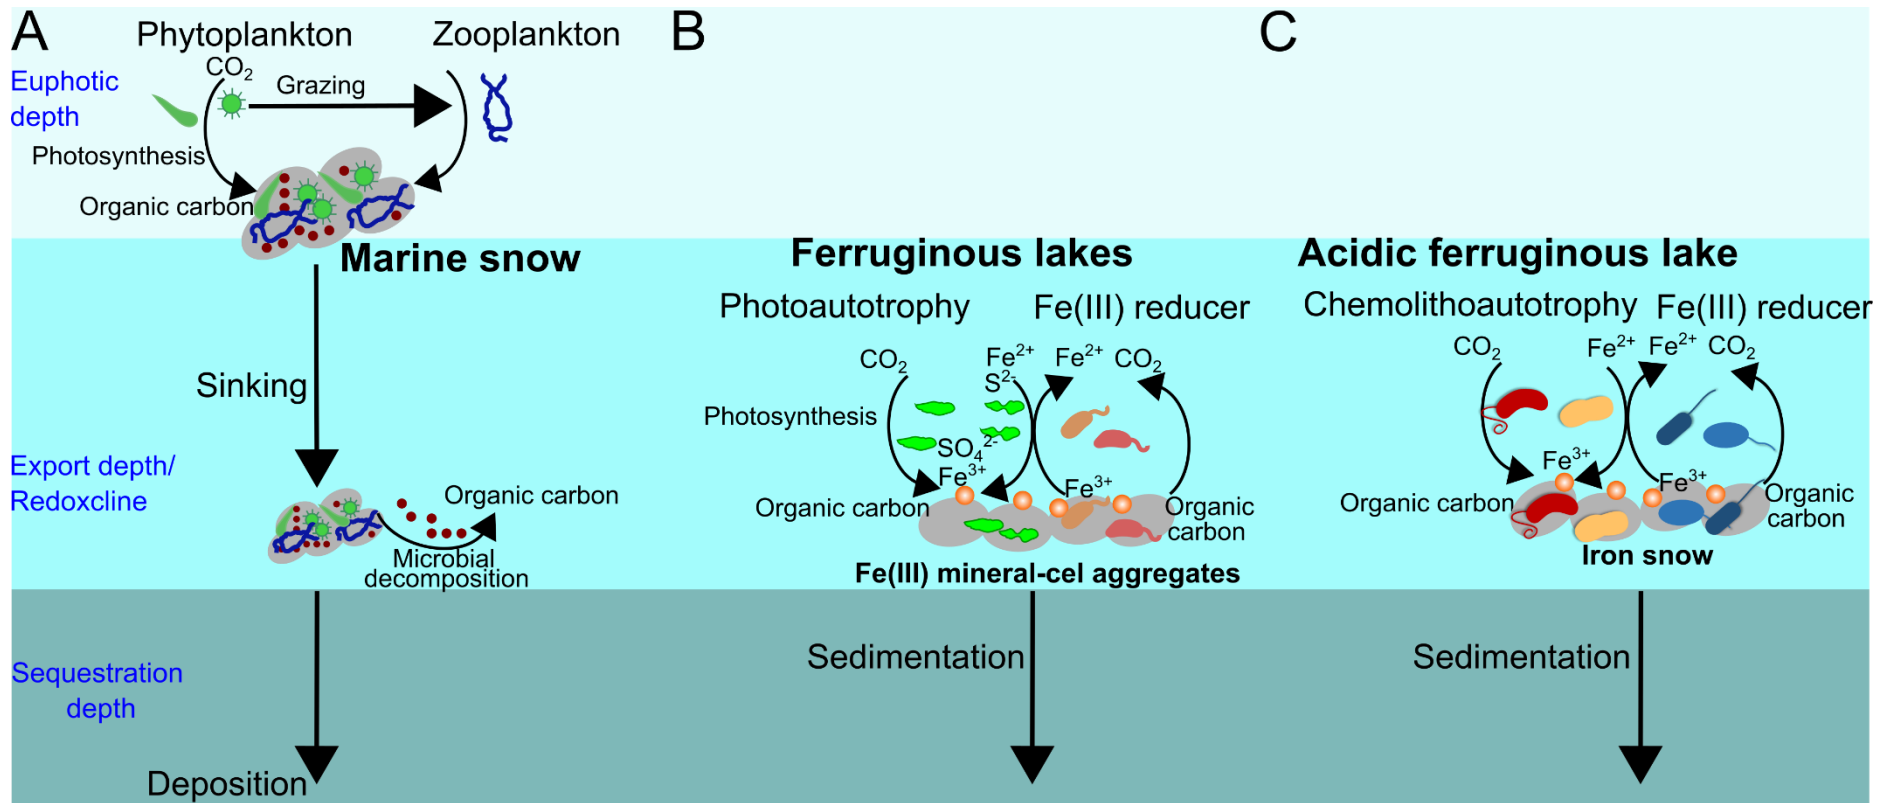 A
Phytoplankton
Zooplankton
CO2
Grazing
Euphotic
depth
Photosynthesis
Organic carbon
Marine snow
Sinking
Export depth/
Redoxcline
Organic carbon
Microbial
decomposition
Sequestration
depth
Deposition
B
Ferruginous lakes
Photoautotrophy
Fe(III) reducer
CO2
Fe2+
Fe2+
CO2
S2-
Photosynthesis
SO42-
Fe3+
Fe3+
Organic carbon
Organic
carbon
Fe(III) mineral-cel aggregates
Sedimentation
C
Acidic ferruginous lake
Chemolithoautotrophy
Fe(III) reducer
CO2
Fe2+
Fe2+
CO2
Fe3+
Fe3+
Organic carbon
Organic
carbon
Iron snow
Sedimentation